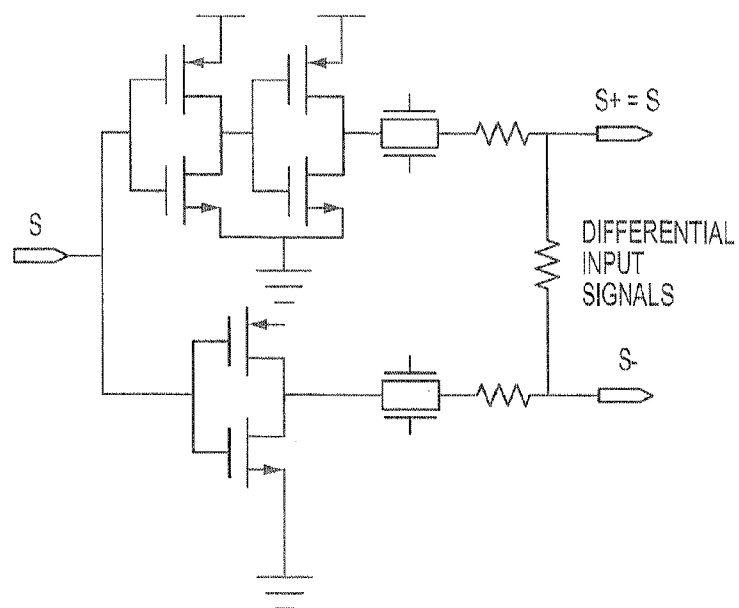 S+ = S
S
DIFFERENTIAL
INPUT
SIGNALS
S-